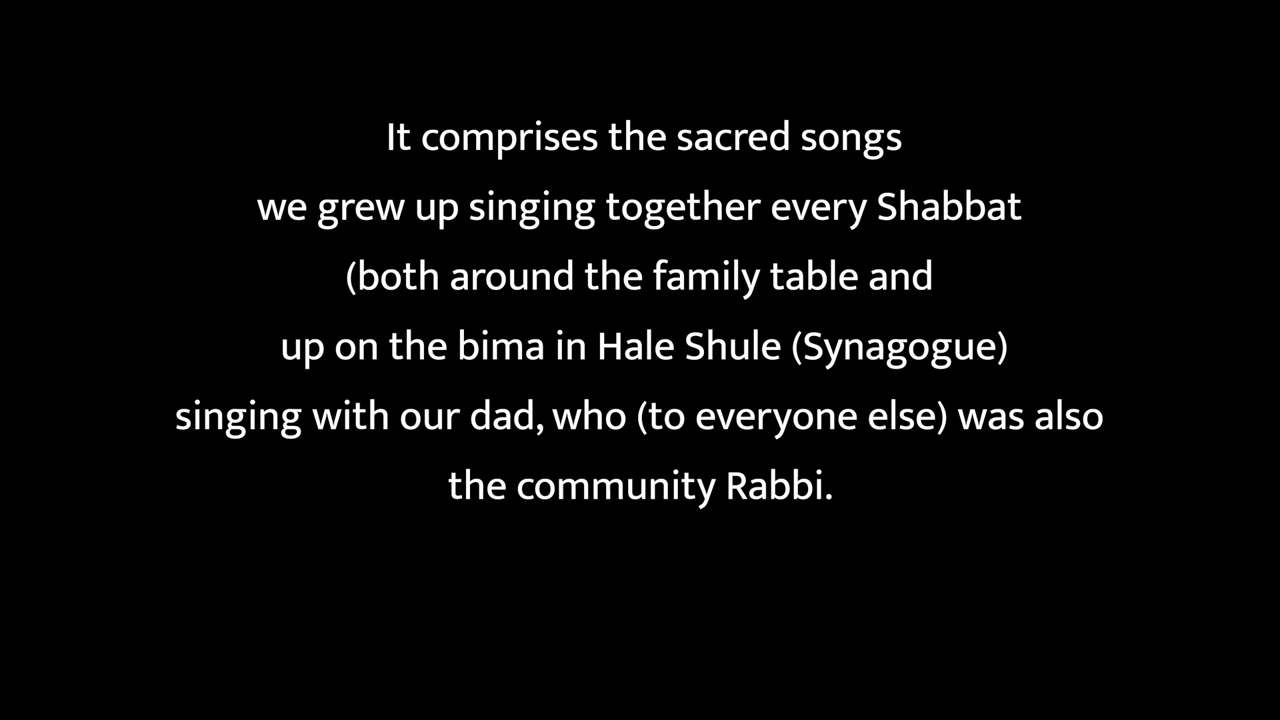 It comprises the sacred songs
we grew up singing together every Shabbat
(both around the family table and
up on the bima in Hale Shule (Synagogue)
singing with our dad, who (to everyone else) was also
the community Rabbi.